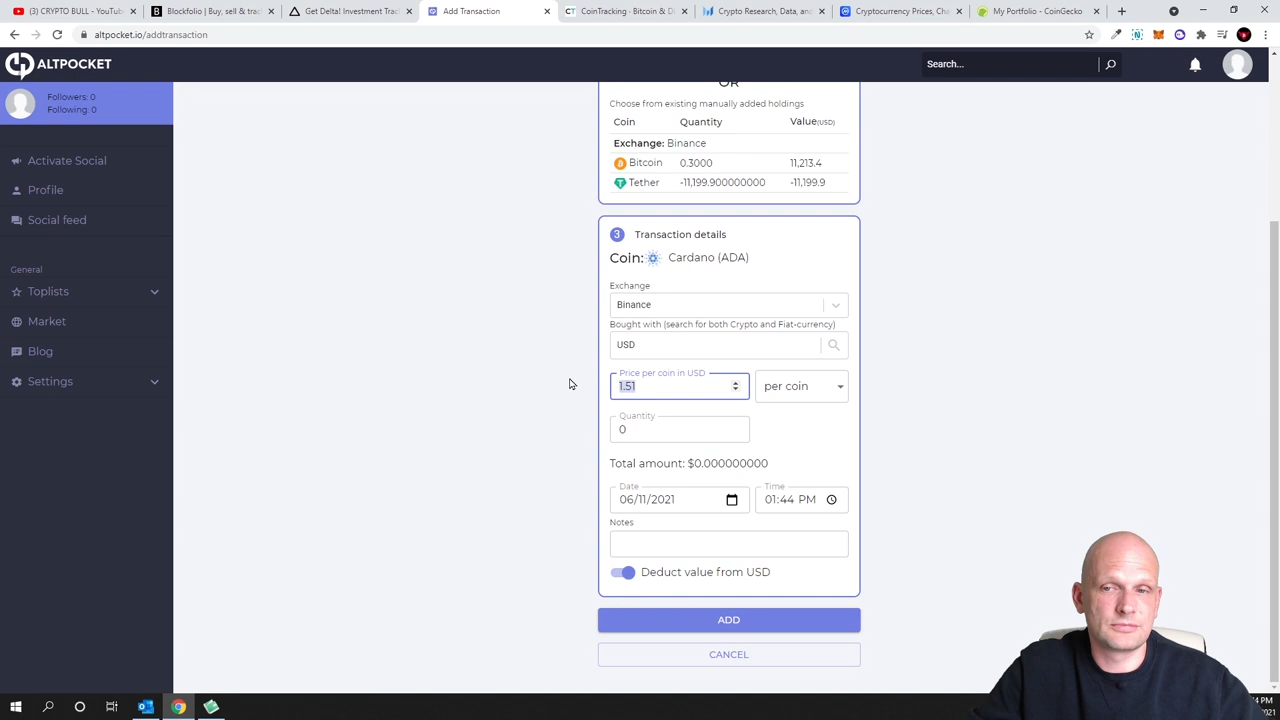 (3) CRYPTO BULL - YouTub
Blockfolio | Buy, sell & trac
Get Delta! Investment Track
Add Transaction
CoinTracking · Bitcoin & Di
Crypto Research, Data, and
Cryptocurrency Prices, Cha
My Portfolio - CoinGecko
altpocket.io/addtransaction
ALTPOCKET
Search...
Followers: 0
Following: 0
Activate Social
Profile
Social feed
General
Toplists
Market
Blog
Settings
OR
Choose from existing manually added holdings
Coin Quantity Value(USD)
Exchange: Binance
Bitcoin 0.3000 11,213.4
Tether -11,199.900000000 -11,199.9
3 Transaction details
Coin: Cardano (ADA)
Exchange
Binance
Bought with (search for both Crypto and Fiat-currency)
USD
Price per coin in USD
1.51 per coin
Quantity
0
Total amount: $0.000000000
Date Time
06/11/2021 01:44 PM
Notes
Deduct value from USD
ADD
CANCEL
4 PM
2021